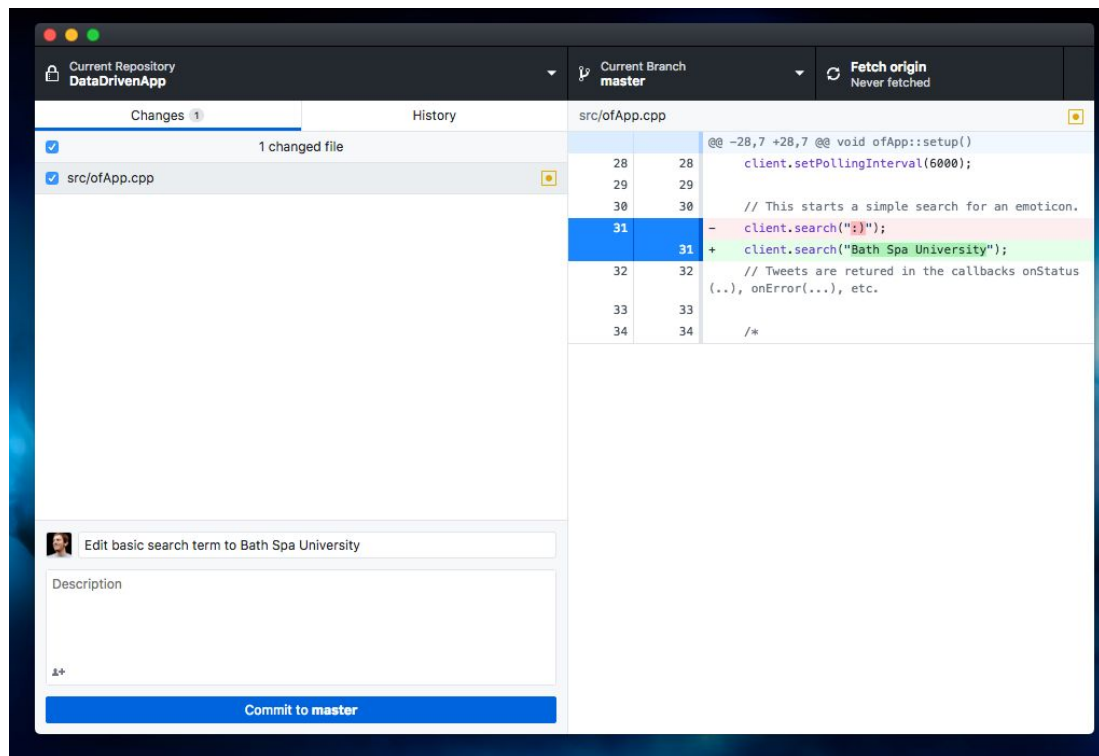 Current Repository
DataDrivenApp
Current Branch
master
Fetch origin
Never fetched
Changes 1
History
1 changed file
src/ofApp.cpp
src/ofApp.cpp
@@ -28,7 +28,7 @@ void ofApp::setup()
28 28 client.setPollingInterval(6000);
29 29
30 30 // This starts a simple search for an emoticon.
31 - client.search(":)");
31 + client.search("Bath Spa University");
32 32 // Tweets are retured in the callbacks onStatus
(..), onError(...), etc.
33 33
34 34 /*
Edit basic search term to Bath Spa University
Description
Commit to master